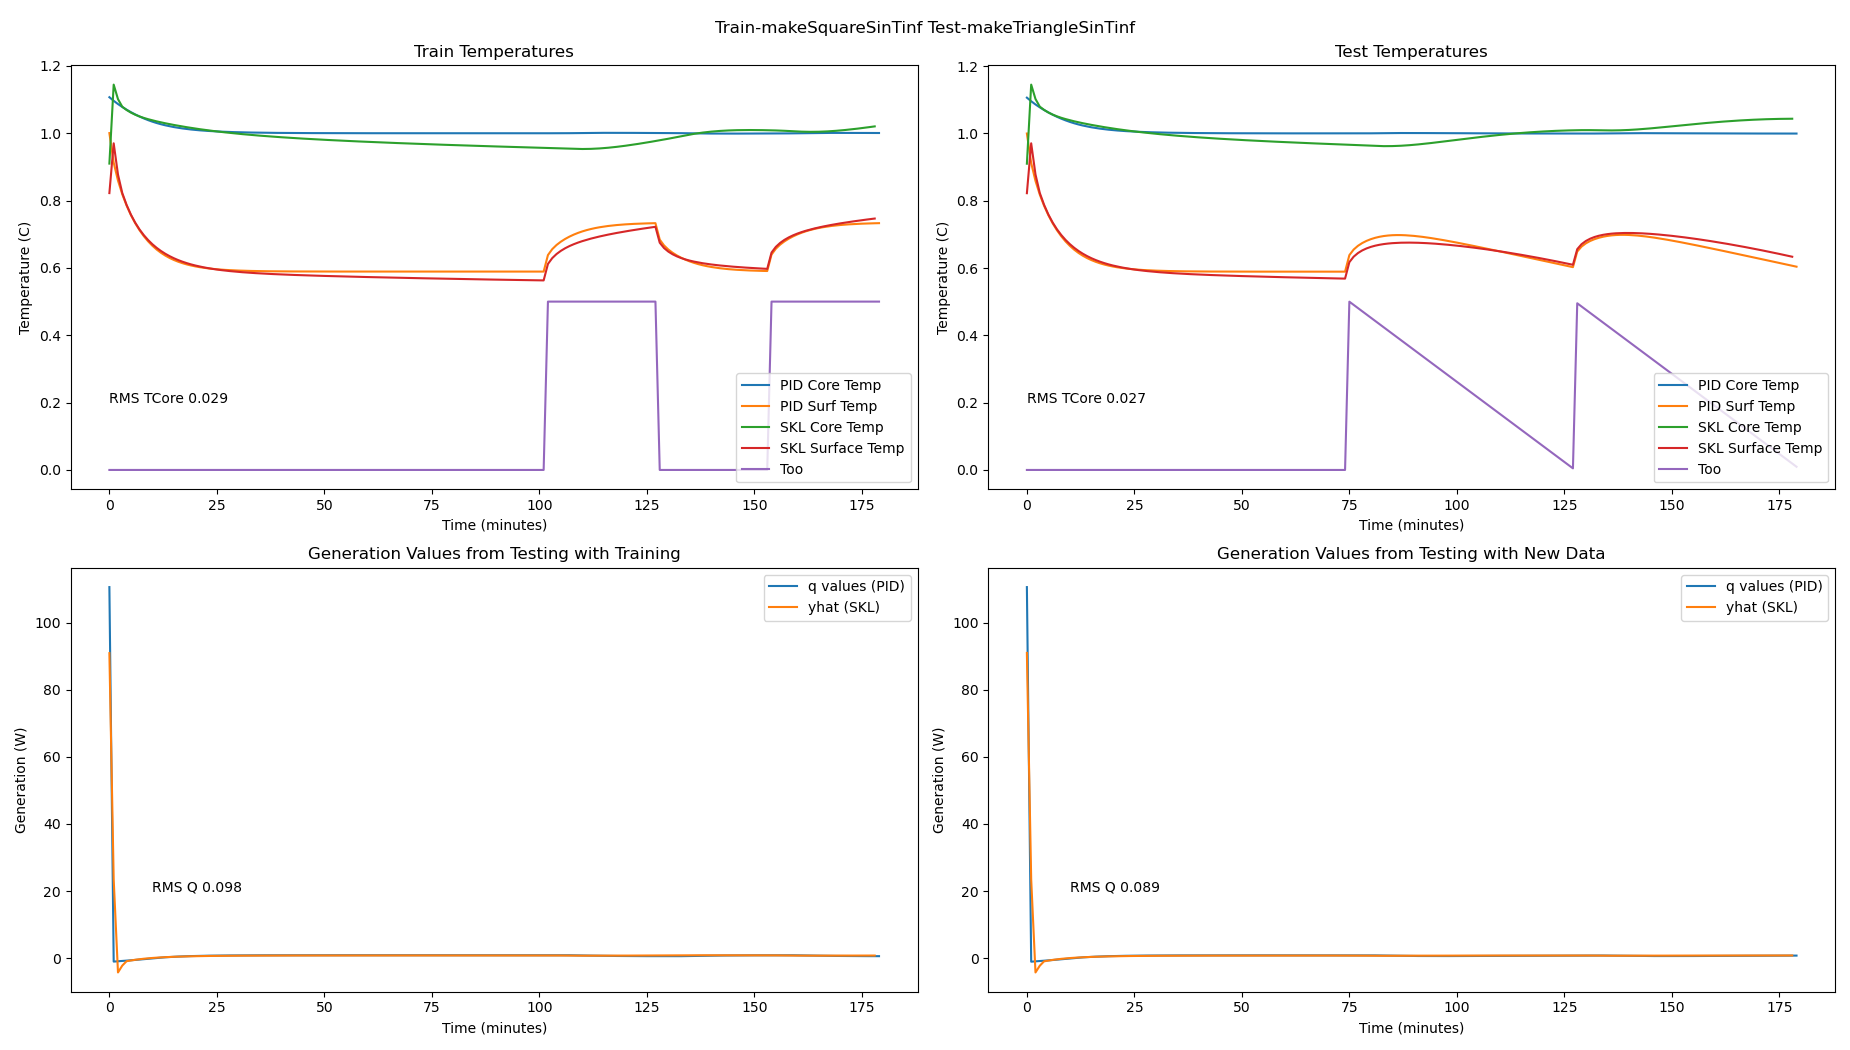 Train-makeSquareSinTinf Test-makeTriangleSinTinf
Train Temperatures
1.2
1.0
0.8
0.6
0.4
0.2
0.0
Temperature (C)
RMS TCore 0.029
PID Core Temp
PID Surf Temp
SKL Core Temp
SKL Surface Temp
Too
0 25 50 75 100 125 150 175
Time (minutes)
Test Temperatures
1.2
1.0
0.8
0.6
0.4
0.2
0.0
Temperature (C)
RMS TCore 0.027
PID Core Temp
PID Surf Temp
SKL Core Temp
SKL Surface Temp
Too
0 25 50 75 100 125 150 175
Time (minutes)
Generation Values from Testing with Training
100
80
60
40
20
0
Generation (W)
q values (PID)
yhat (SKL)
RMS Q 0.098
0 25 50 75 100 125 150 175
Time (minutes)
Generation Values from Testing with New Data
100
80
60
40
20
0
Generation (W)
q values (PID)
yhat (SKL)
RMS Q 0.089
0 25 50 75 100 125 150 175
Time (minutes)